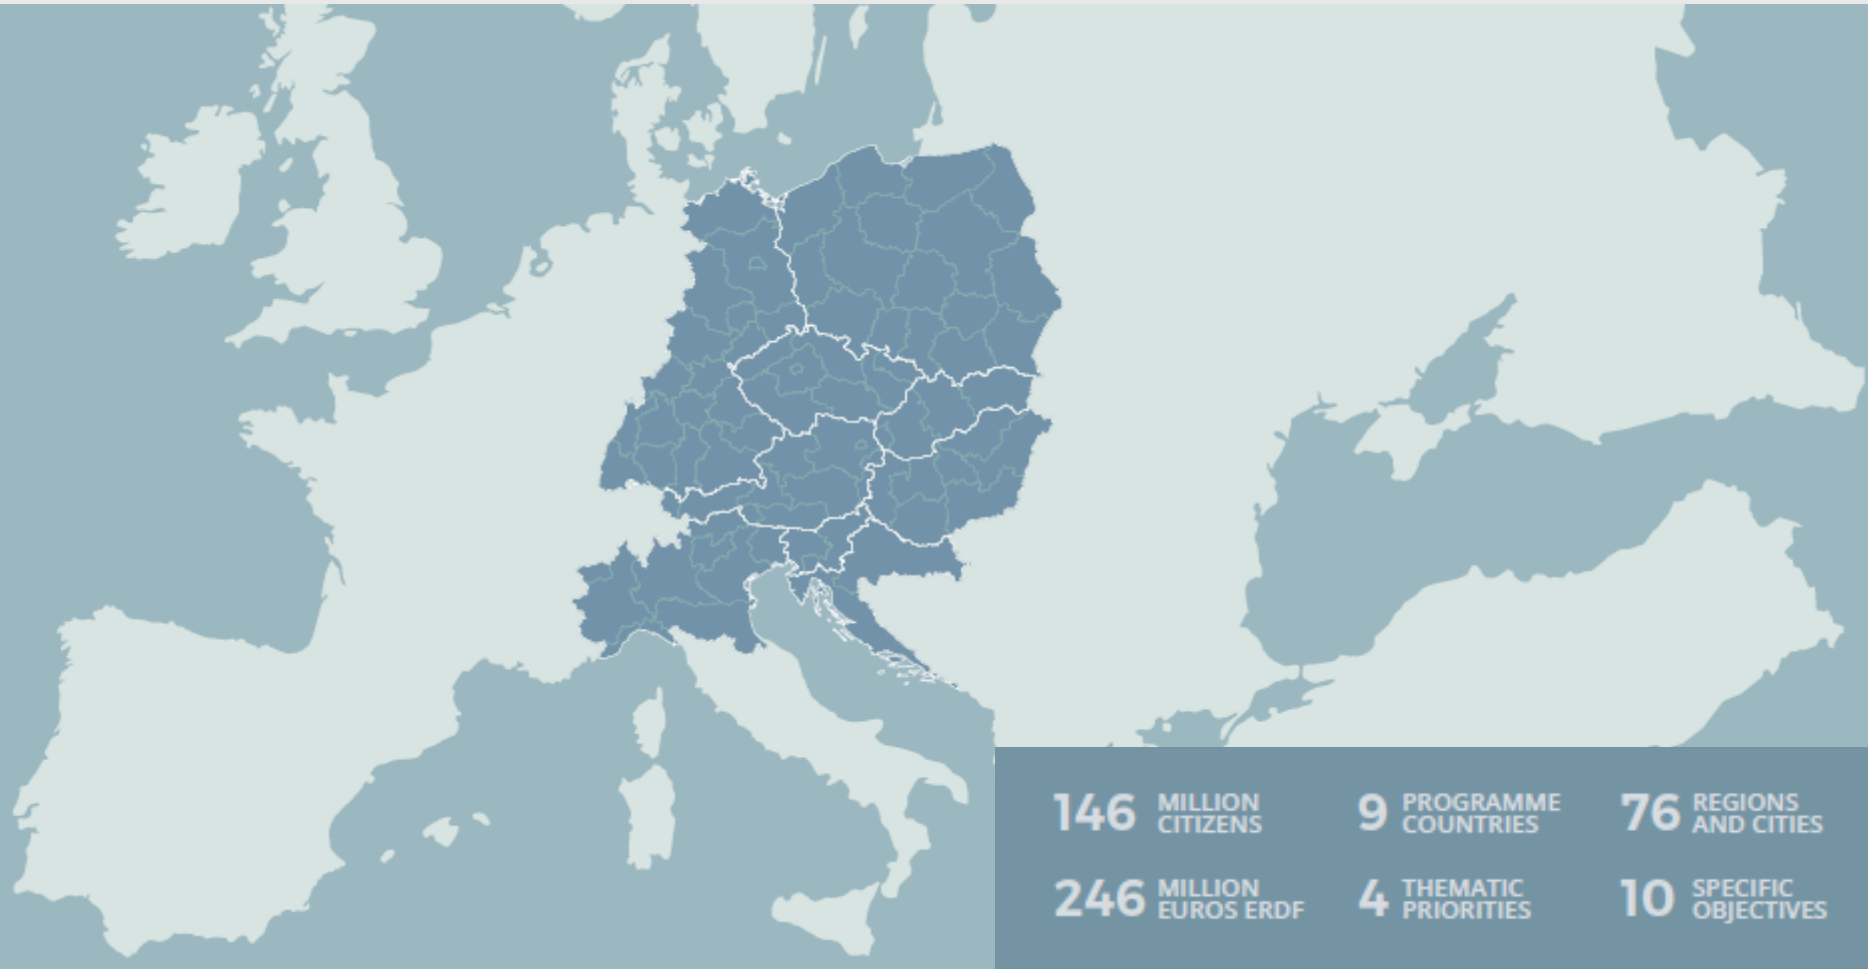 146 MILLION CITIZENS
9 PROGRAMME COUNTRIES
76 REGIONS AND CITIES
246 MILLION EUROS ERDF
4 THEMATIC PRIORITIES
10 SPECIFIC OBJECTIVES